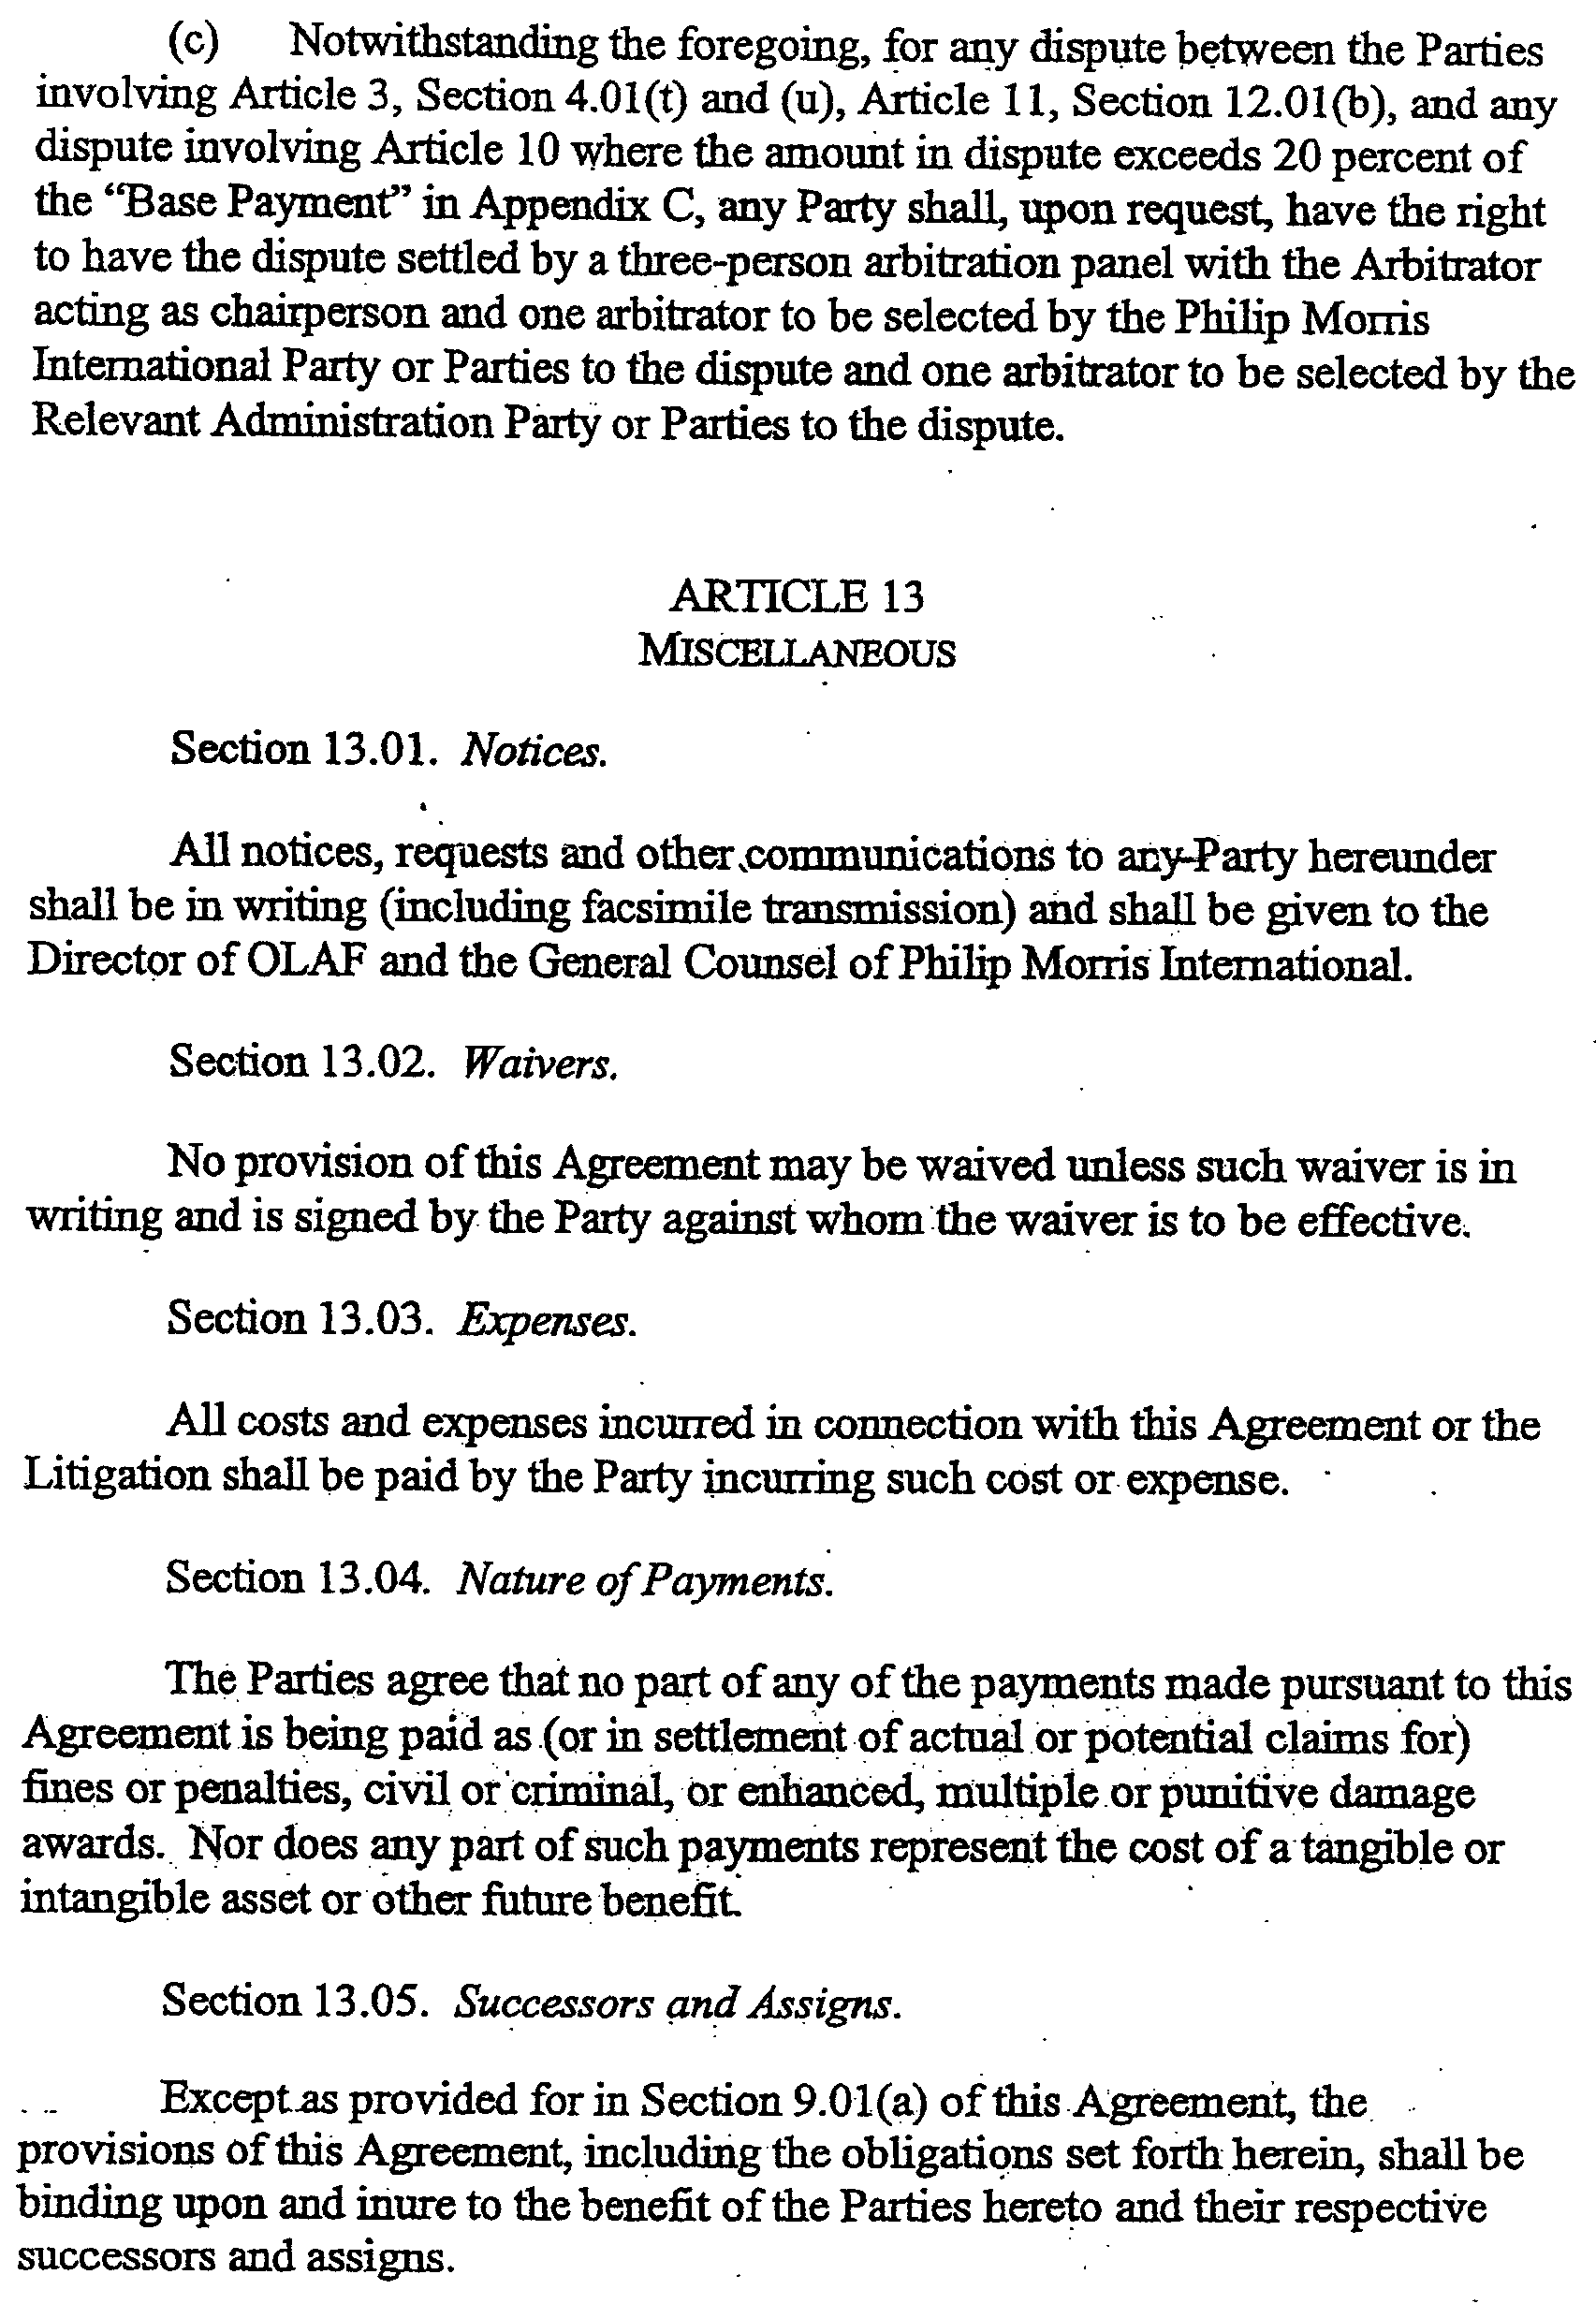 (c) Notwithstanding the foregoing, for any dispute between the Parties
involving Article 3, Section 4.01(t) and (u), Article 11, Section 12.01(b), and any
dispute involving Article 10 where the amount in dispute exceeds 20 percent of
the “Base Payment” in Appendix C, any Party shall, upon request, have the right
to have the dispute settled by a three-person arbitration panel with the Arbitrator
acting as chairperson and one arbitrator to be selected by the Philip Morris
International Party or Parties to the dispute and one arbitrator to be selected by the
Relevant Administration Party or Parties to the dispute.
ARTICLE 13
MISCELLANEOUS
Section 13.01. Notices.
All notices, requests and other communications to any Party hereunder
shall be in writing (including facsimile transmission) and shall be given to the
Director of OLAF and the General Counsel of Philip Morris International.
Section 13.02. Waivers.
No provision of this Agreement may be waived unless such waiver is in
writing and is signed by the Party against whom the waiver is to be effective.
Section 13.03. Expenses.
All costs and expenses incurred in connection with this Agreement or the
Litigation shall be paid by the Party incurring such cost or expense.
Section 13.04. Nature of Payments.
The Parties agree that no part of any of the payments made pursuant to this
Agreement is being paid as (or in settlement of actual or potential claims for)
fines or penalties, civil or criminal, or enhanced, multiple or punitive damage
awards. Nor does any part of such payments represent the cost of a tangible or
intangible asset or other future benefit.
Section 13.05. Successors and Assigns.
Except as provided for in Section 9.01(a) of this Agreement, the
provisions of this Agreement, including the obligations set forth herein, shall be
binding upon and inure to the benefit of the Parties hereto and their respective
successors and assigns.